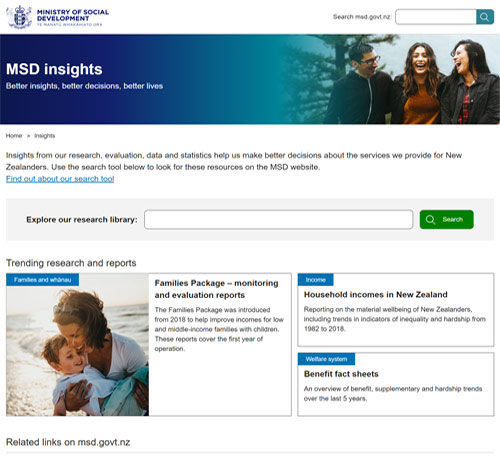 MINISTRY OF SOCIAL
DEVELOPMENT
TE MANATŪ WHAKAHIATO ORA
Search msd.govt.nz:
MSD insights
Better insights, better decisions, better lives
Home > Insights
Insights from our research, evaluation, data and statistics help us make better decisions about the services we provide for New
Zealanders. Use the search tool below to look for these resources on the MSD website.
Find out about our search tool
Explore our research library:
Search
Trending research and reports
Families and whānau
Families Package – monitoring
and evaluation reports
The Families Package was introduced
from 2018 to help improve incomes for low
and middle-income families with children.
These reports cover the first year of
operation.
Income
Household incomes in New Zealand
Reporting on the material wellbeing of New Zealanders,
including trends in indicators of inequality and hardship from
1982 to 2018.
Welfare system
Benefit fact sheets
An overview of benefit, supplementary and hardship trends
over the last 5 years.
Related links on msd.govt.nz